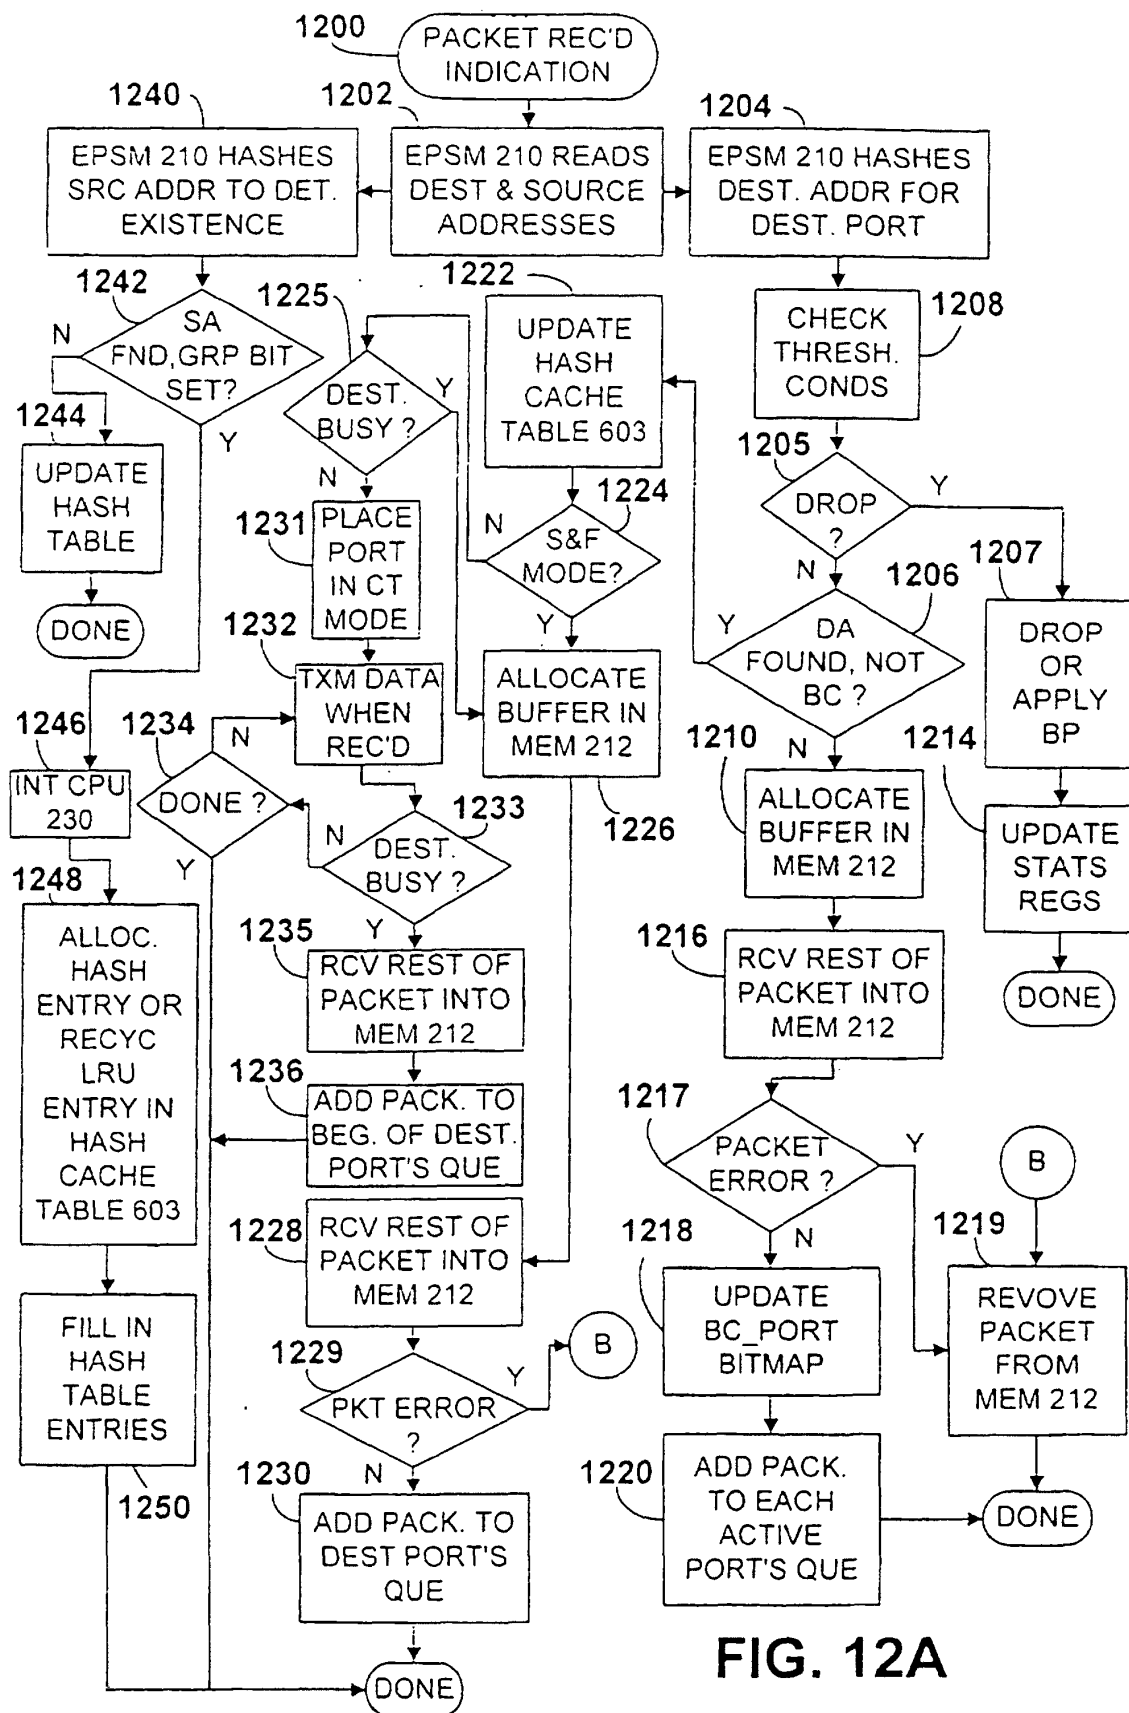 1200
PACKET REC'D
INDICATION
1240
1202
1204
EPSM 210 HASHES
SRC ADDR TO DET.
EXISTENCE
EPSM 210 READS
DEST & SOURCE
ADDRESSES
EPSM 210 HASHES
DEST. ADDR FOR
DEST. PORT
1242
SA
FND,GRP BIT
SET?
N
Y
1244
UPDATE
HASH
TABLE
DONE
1225
DEST.
BUSY ?
Y
N
1222
UPDATE
HASH
CACHE
TABLE 603
1208
CHECK
THRESH.
CONDS
1205
DROP
?
Y
N
1224
S&F
MODE?
N
Y
1231
PLACE
PORT
IN CT
MODE
1206
DA
FOUND, NOT
BC ?
Y
N
1207
DROP
OR
APPLY
BP
1232
TXM DATA
WHEN
REC'D
ALLOCATE
BUFFER IN
MEM 212
1226
1246
INT CPU
230
1234
DONE ?
N
Y
1233
DEST.
BUSY ?
N
Y
1210
ALLOCATE
BUFFER IN
MEM 212
1214
UPDATE
STATS
REGS
DONE
1248
ALLOC.
HASH
ENTRY OR
RECYC
LRU
ENTRY IN
HASH
CACHE
TABLE 603
1235
RCV REST OF
PACKET INTO
MEM 212
1216
RCV REST OF
PACKET INTO
MEM 212
1236
ADD PACK. TO
BEG. OF DEST.
PORT'S QUE
1217
PACKET
ERROR ?
Y
N
B
1228
RCV REST OF
PACKET INTO
MEM 212
1218
UPDATE
BC_PORT
BITMAP
1219
REVOVE
PACKET
FROM
MEM 212
FILL IN
HASH
TABLE
ENTRIES
1250
1229
PKT ERROR
?
Y
N
B
1230
ADD PACK. TO
DEST PORT'S
QUE
1220
ADD PACK.
TO EACH
ACTIVE
PORT'S QUE
DONE
DONE
FIG. 12A